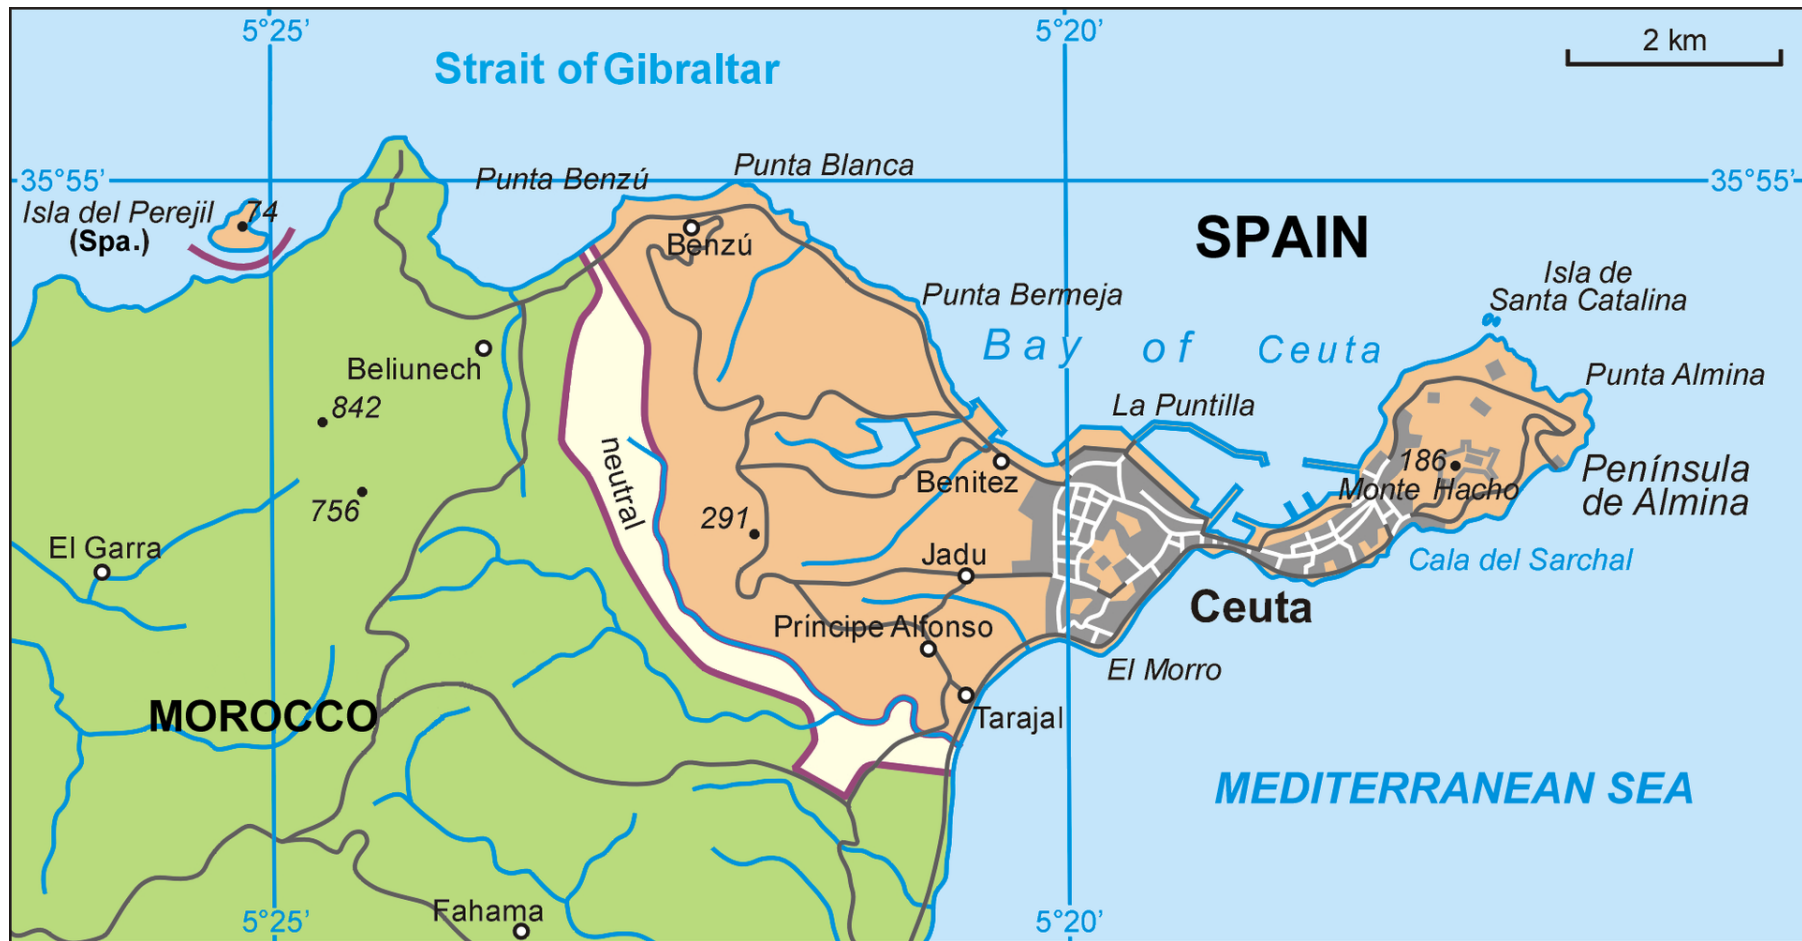 5°25'
5°20'
2 km
Strait of Gibraltar
Punta Blanca
Punta Benzú
35°55'
35°55'
Isla del Perejil
74
(Spa.)
SPAIN
Benzú
Isla de
Santa Catalina
Punta Bermeja
Bay of Ceuta
Beliunech
Punta Almina
842
La Puntilla
neutral
186
Monte Hacho
Península
de Almina
Benitez
756
291
El Garra
Jadu
Cala del Sarchal
Ceuta
Príncipe Alfonso
El Morro
MOROCCO
Tarajal
MEDITERRANEAN SEA
Fahama
5°25'
5°20'